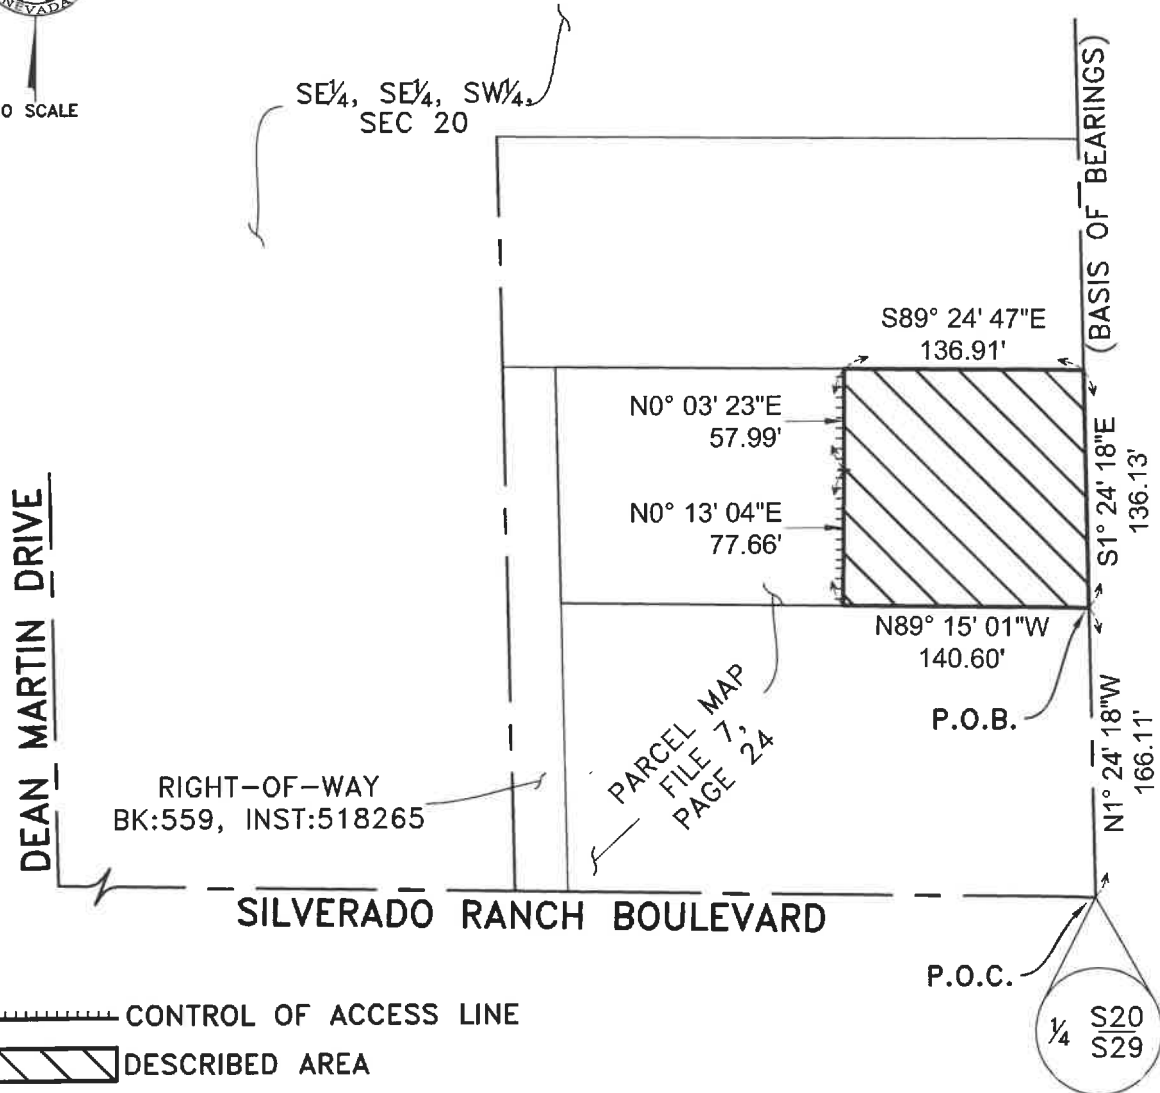 NEVADA
O SCALE
SE¼, SE¼, SW¼,
SEC 20
(BASIS OF BEARINGS)
S89° 24' 47"E
136.91'
N0° 03' 23"E
57.99'
S1° 24' 18"E
136.13'
N0° 13' 04"E
77.66'
N89° 15' 01"W
140.60'
DEAN MARTIN DRIVE
P.O.B.
N1° 24' 18"W
166.11'
PARCEL MAP
FILE 7,
PAGE 24
RIGHT-OF-WAY
BK:559, INST:518265
SILVERADO RANCH BOULEVARD
P.O.C.
¼ S20
S29
CONTROL OF ACCESS LINE
DESCRIBED AREA